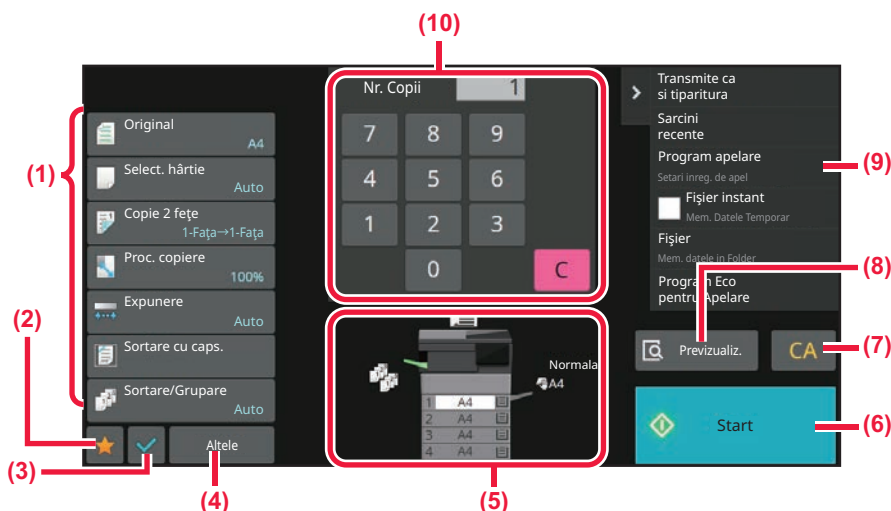 (10)
(1)
Original
A4
Select. hârtie
Auto
Copie 2 feţe
1-Faţa→1-Faţa
Proc. copiere
100%
Expunere
Auto
Sortare cu caps.
Sortare/Grupare
Auto
(2)
(3)
Altele
(4)
Nr. Copii
1
7 8 9
4 5 6
1 2 3
0 C
Normala
A4
1 A4
2 A4
3 A4
4 A4
(5)
Transmite ca
si tiparitura
Sarcini
recente
Program apelare
Setari inreg. de apel
Fişier instant
Mem. Datele Temporar
Fişier
Mem. datele in Folder
Program Eco
pentru Apelare
(9)
(8)
Previzualiz.
CA
(7)
Start
(6)